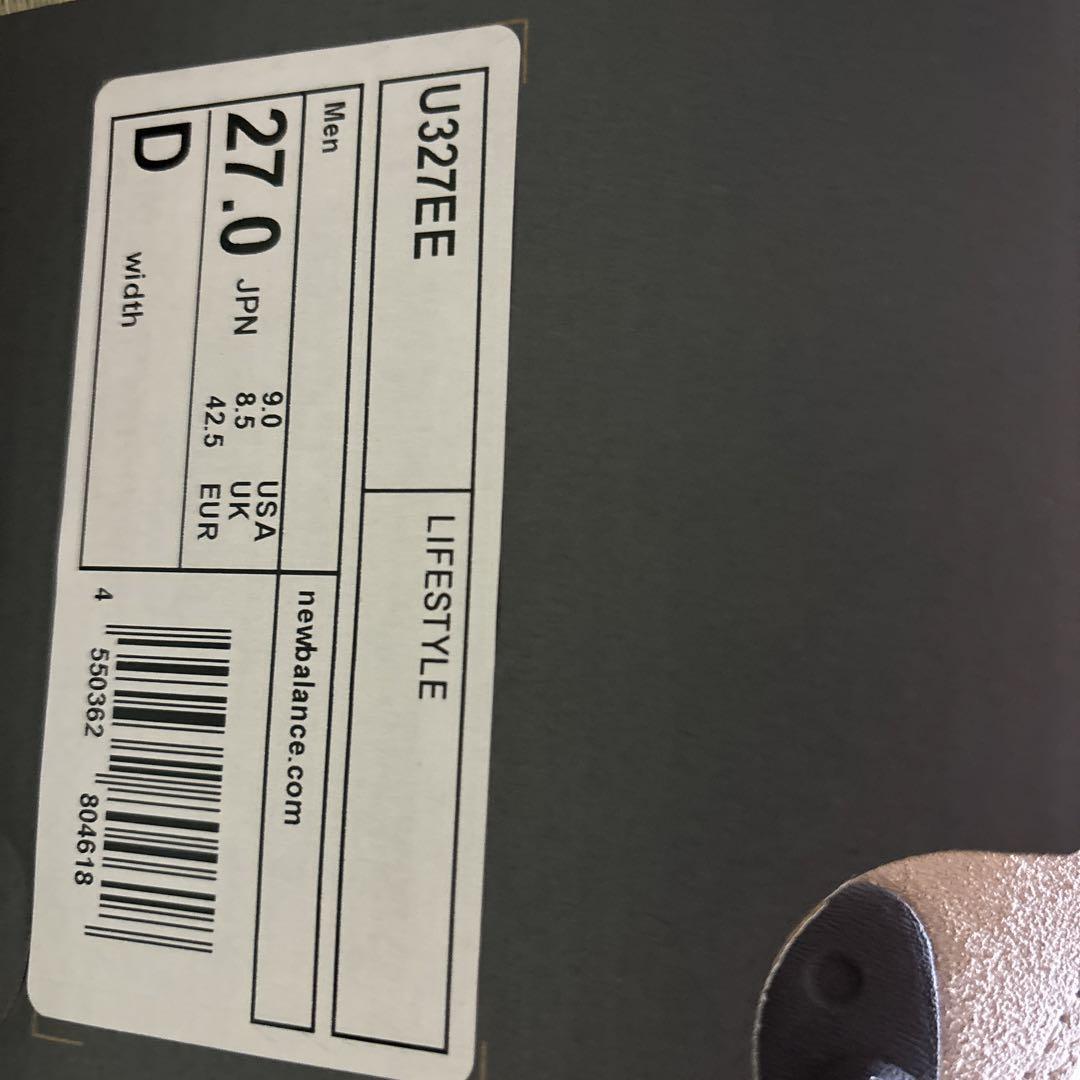 U327EE
LIFESTYLE
Men
newbalance.com
27.0 JPN
9.0 USA
8.5 UK
42.5 EUR
D width
4 550362 804618